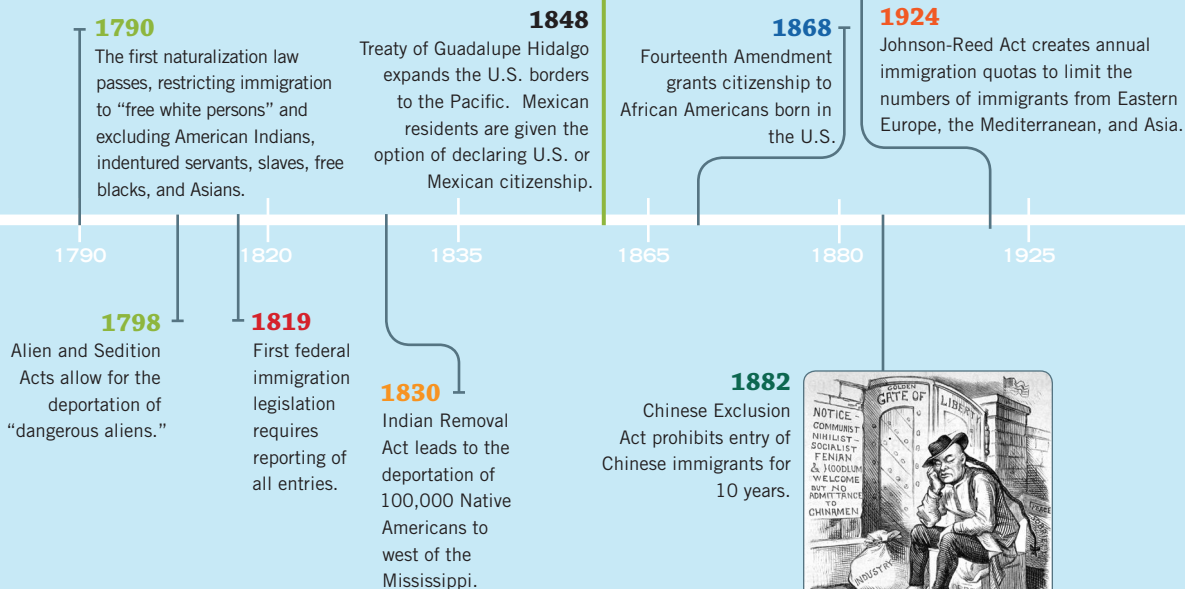 1790
The first naturalization law
passes, restricting immigration
to “free white persons” and
excluding American Indians,
indentured servants, slaves, free
blacks, and Asians.
1848
Treaty of Guadalupe Hidalgo
expands the U.S. borders
to the Pacific.  Mexican
residents are given the
option of declaring U.S. or
Mexican citizenship.
1868
Fourteenth Amendment
grants citizenship to
African Americans born in
the U.S.
1924
Johnson-Reed Act creates annual
immigration quotas to limit the
numbers of immigrants from Eastern
Europe, the Mediterranean, and Asia.
1790
1820
1835
1865
1880
1925
1798
Alien and Sedition
Acts allow for the
deportation of
“dangerous aliens.”
1819
First federal
immigration
legislation
requires
reporting of
all entries.
1830
Indian Removal
Act leads to the
deportation of
100,000 Native
Americans to
west of the
Mississippi.
1882
Chinese Exclusion
Act prohibits entry of
Chinese immigrants for
10 years.
GOLDEN
GATE OF
LIBERTY
NOTICE -
COMMUNIST
NIHILIST -
SOCIALIST
FENIAN
& HOODLUM
WELCOME
BUT NO
ADMITTANCE
TO
CHINAMEN
INDUSTRY